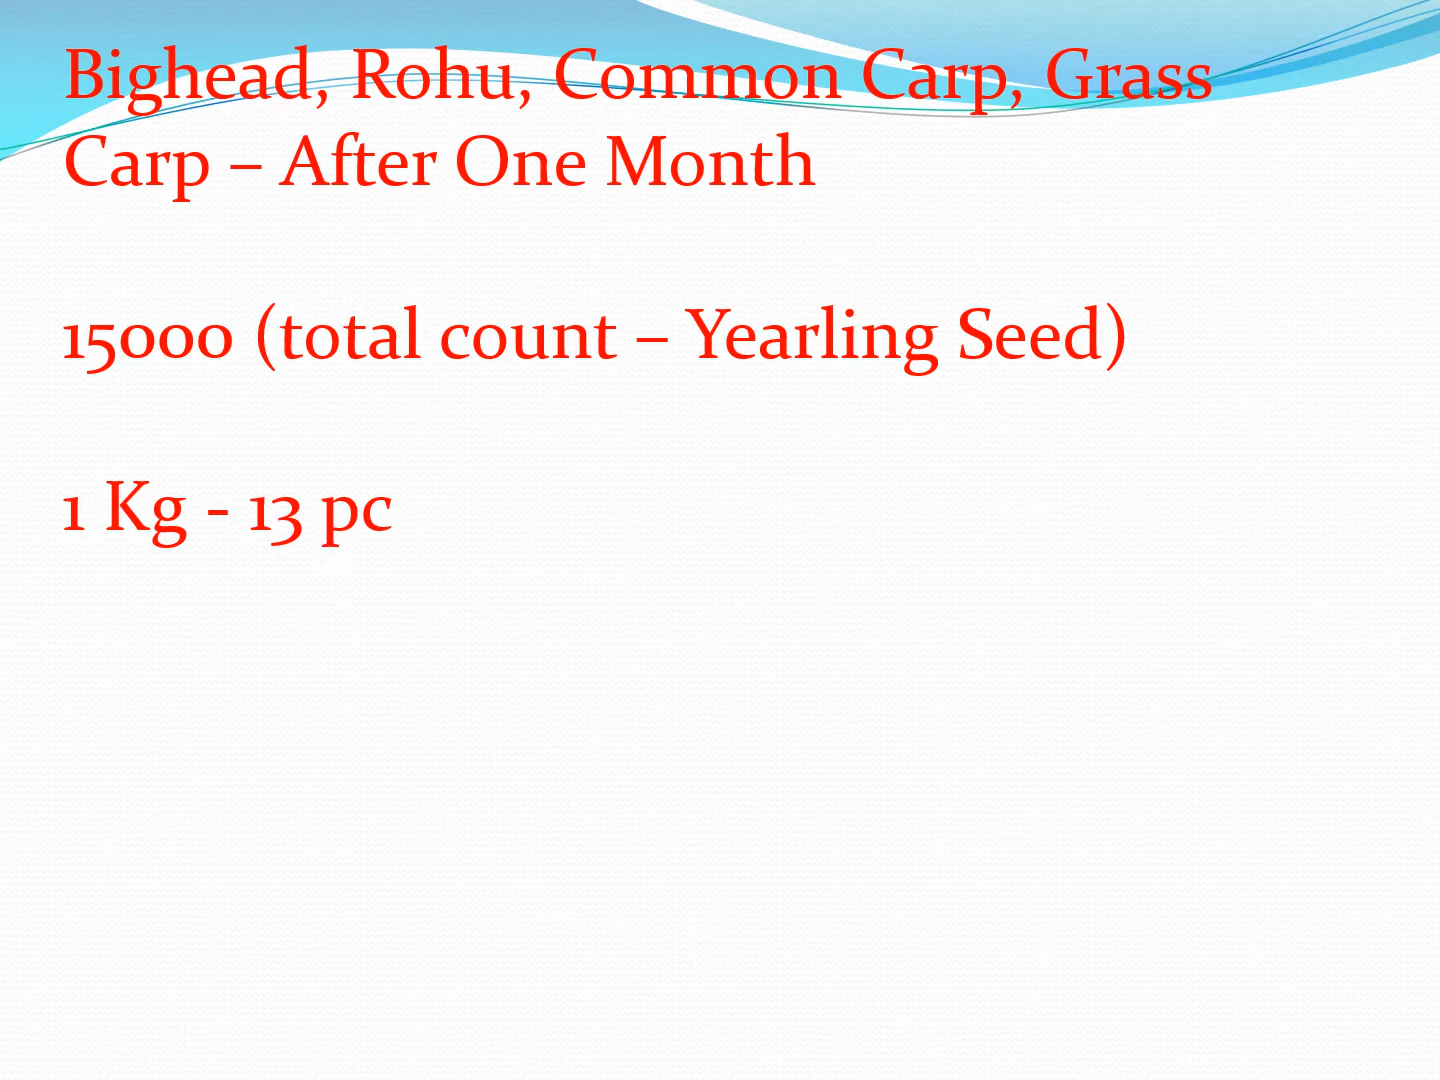 Bighead, Rohu, Common Carp, Grass
Carp – After One Month
15000 (total count – Yearling Seed)
1 Kg - 13 pc